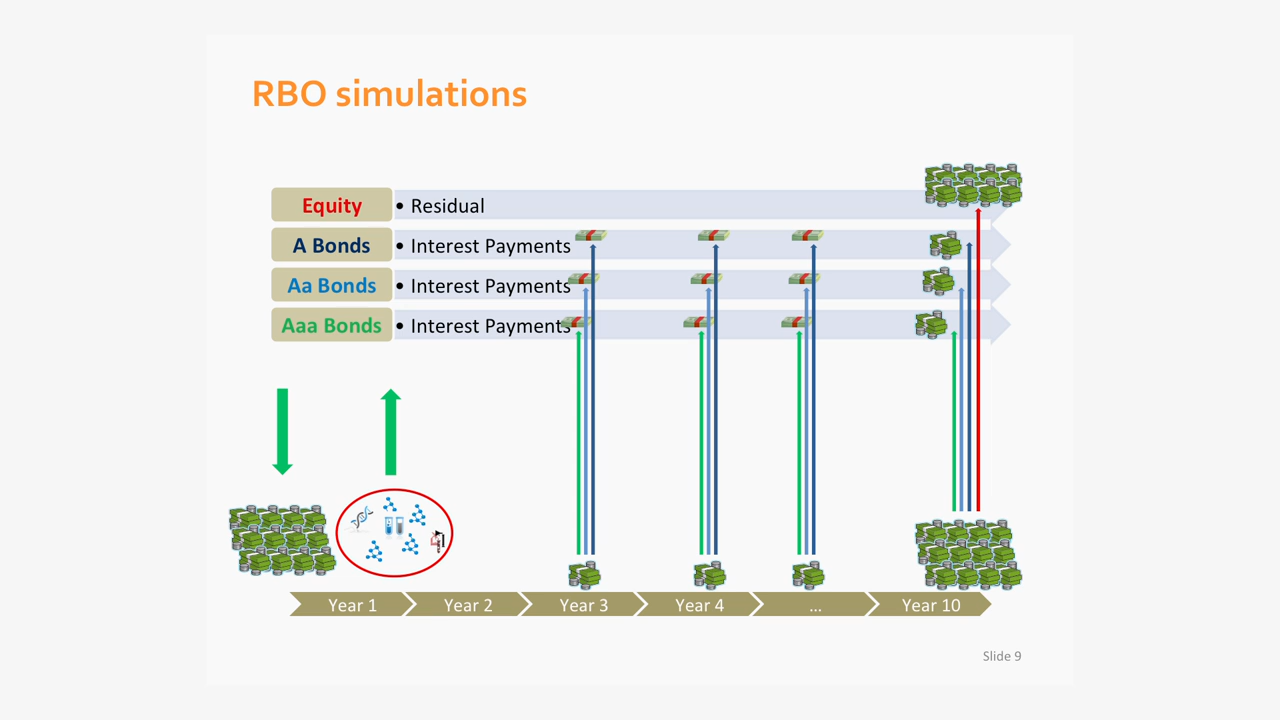 RBO simulations
Equity • Residual
A Bonds • Interest Payments
Aa Bonds • Interest Payments
Aaa Bonds • Interest Payments
Year 1 Year 2 Year 3 Year 4 ... Year 10
Slide 9